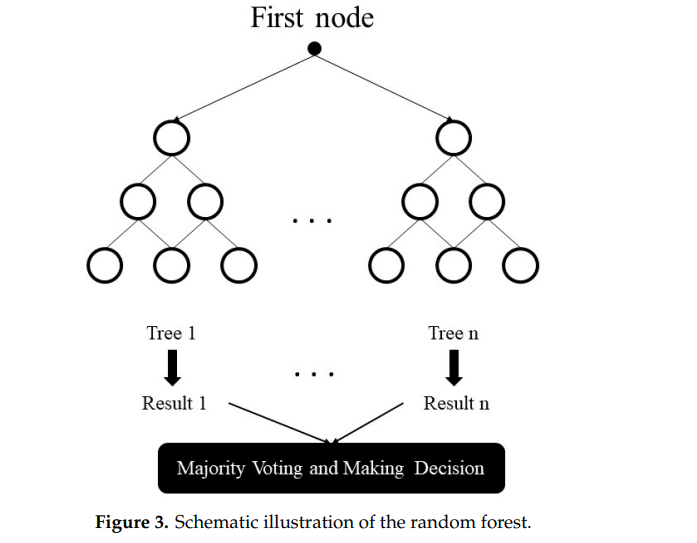 First node
. . .
Tree 1 Tree n
. . .
Result 1 Result n
Majority Voting and Making Decision
Figure 3. Schematic illustration of the random forest.